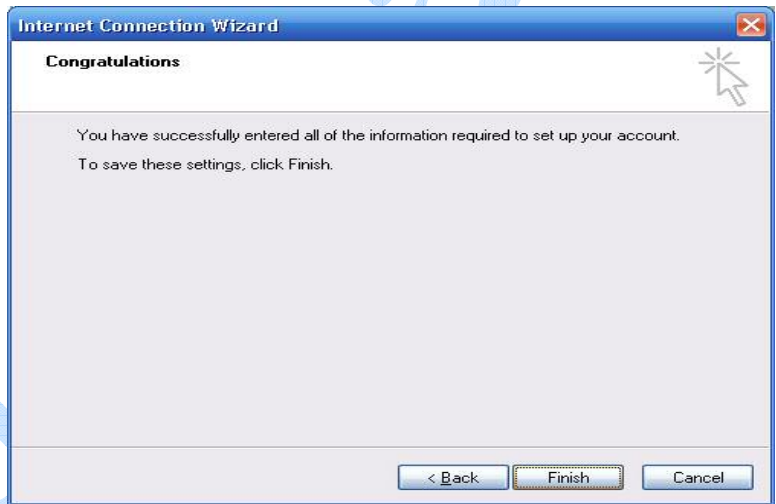 Internet Connection Wizard
Congratulations
You have successfully entered all of the information required to set up your account.
To save these settings, click Finish.
< Back
Finish
Cancel